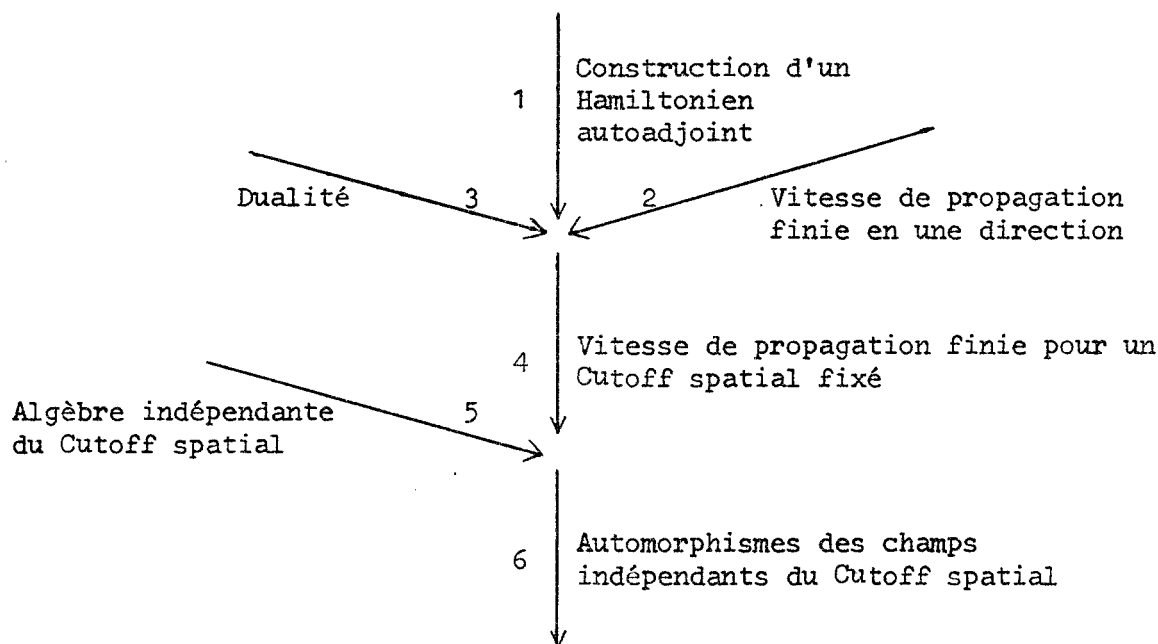 1
Construction d'un
Hamiltonien
autoadjoint
Dualité
3
2
Vitesse de propagation
finie en une direction
4
Vitesse de propagation finie pour un
Cutoff spatial fixé
Algèbre indépendante
du Cutoff spatial
5
6
Automorphismes des champs
indépendants du Cutoff spatial